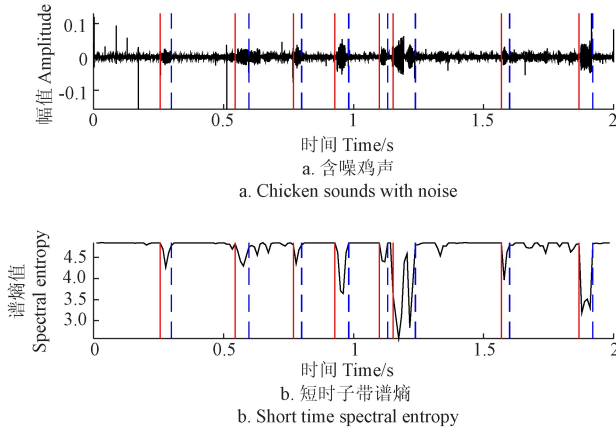 0.1
0
-0.1
幅值 Amplitude
0 0.5 1 1.5 2
时间 Time/s
a. 含噪鸡声
a. Chicken sounds with noise
4.5
4.0
3.5
3.0
谱熵值
Spectral entropy
0 0.5 1 1.5 2
时间 Time/s
b. 短时子带谱熵
b. Short time spectral entropy